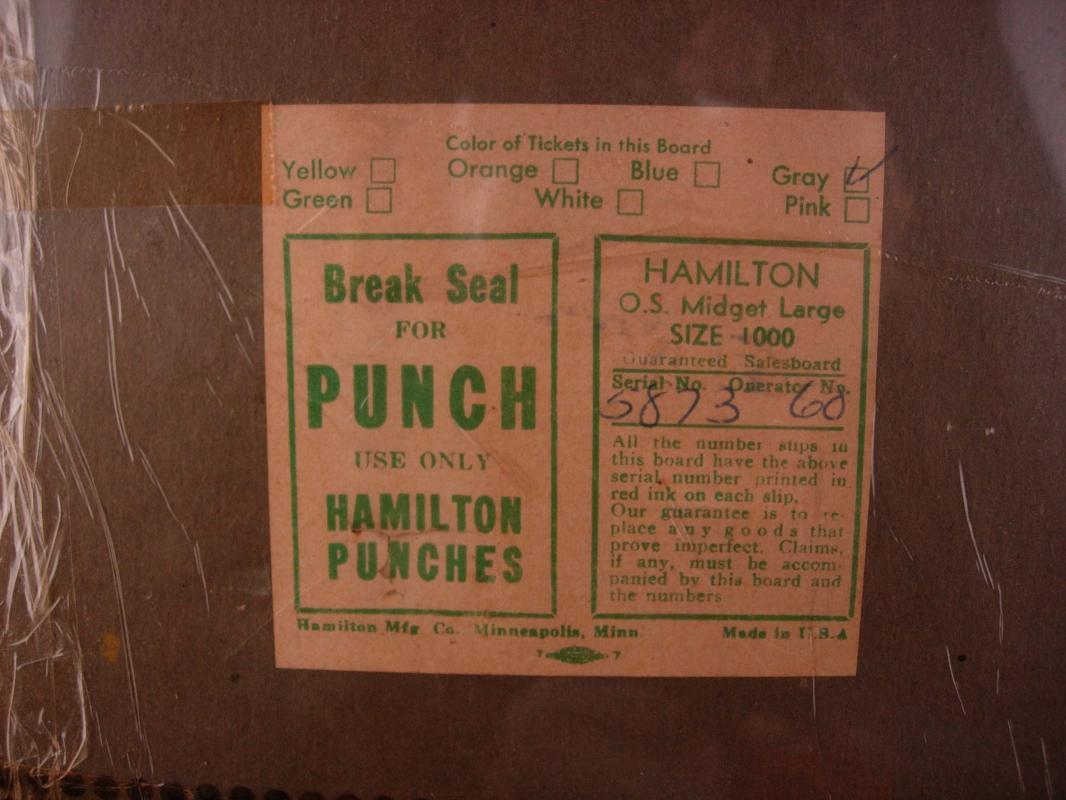 Color of Tickets in this Board
Yellow Orange Blue Gray
Green White Pink
Break Seal
FOR
PUNCH
USE ONLY
HAMILTON
PUNCHES
HAMILTON
O.S. Midget Large
SIZE 1000
Guaranteed Salesboard
Serial No. Operator No.
5873 60
All the number slips in
this board have the above
serial number printed in
red ink on each slip.
Our guarantee is to re-
place any goods that
prove imperfect. Claims,
if any, must be accom-
panied by this board and
the numbers
Hamilton Mfg Co. Minneapolis, Minn. Made in U.S.A.
7 7